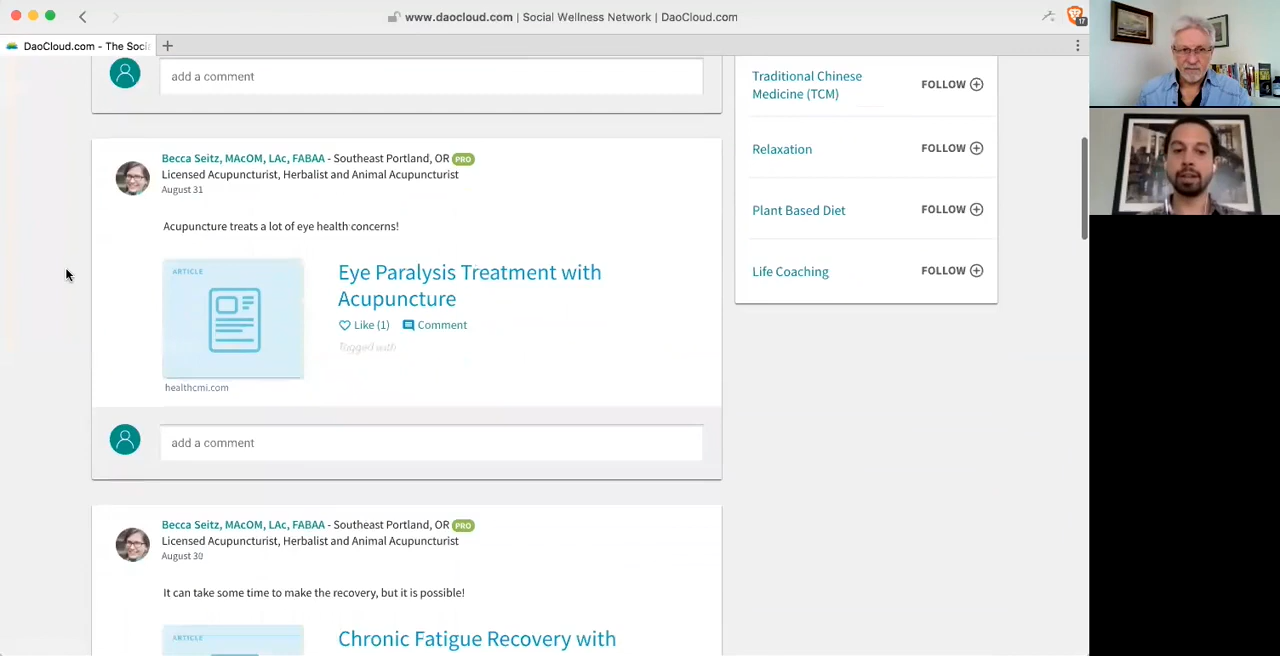 www.daocloud.com | Social Wellness Network | DaoCloud.com
17
DaoCloud.com - The Soci
add a comment
Becca Seitz, MAcOM, LAc, FABAA - Southeast Portland, OR PRO
Licensed Acupuncturist, Herbalist and Animal Acupuncturist
August 31
Acupuncture treats a lot of eye health concerns!
ARTICLE
Eye Paralysis Treatment with
Acupuncture
Like (1) Comment
Tagged with
healthcmi.com
add a comment
Becca Seitz, MAcOM, LAc, FABAA - Southeast Portland, OR PRO
Licensed Acupuncturist, Herbalist and Animal Acupuncturist
August 30
It can take some time to make the recovery, but it is possible!
ARTICLE
Chronic Fatigue Recovery with
Traditional Chinese
Medicine (TCM)
FOLLOW
Relaxation
FOLLOW
Plant Based Diet
FOLLOW
Life Coaching
FOLLOW